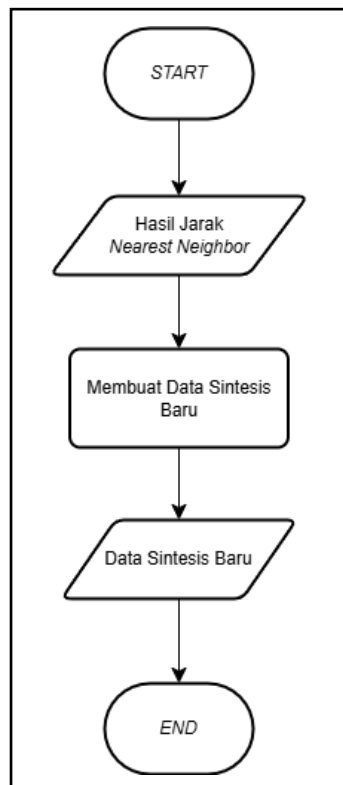 START
Hasil Jarak
Nearest Neighbor
Membuat Data Sintesis
Baru
Data Sintesis Baru
END